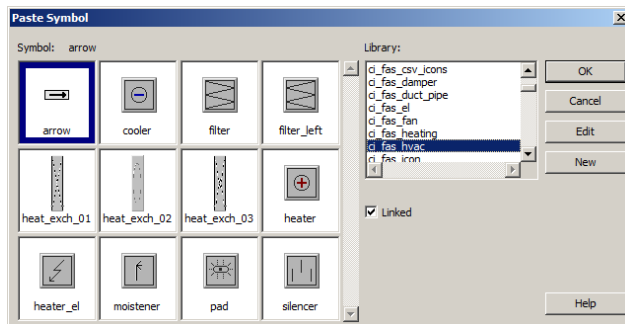 Paste Symbol
Symbol: arrow
Library:
arrow
cooler
filter
filter_left
heat_exch_01
heat_exch_02
heat_exch_03
heater
heater_el
moistener
pad
silencer
ci_fas_csv_icons
ci_fas_damper
ci_fas_duct_pipe
ci_fas_el
ci_fas_fan
ci_fas_heating
ci_fas_hvac
ci_fas_icon
Linked
OK
Cancel
Edit
New
Help